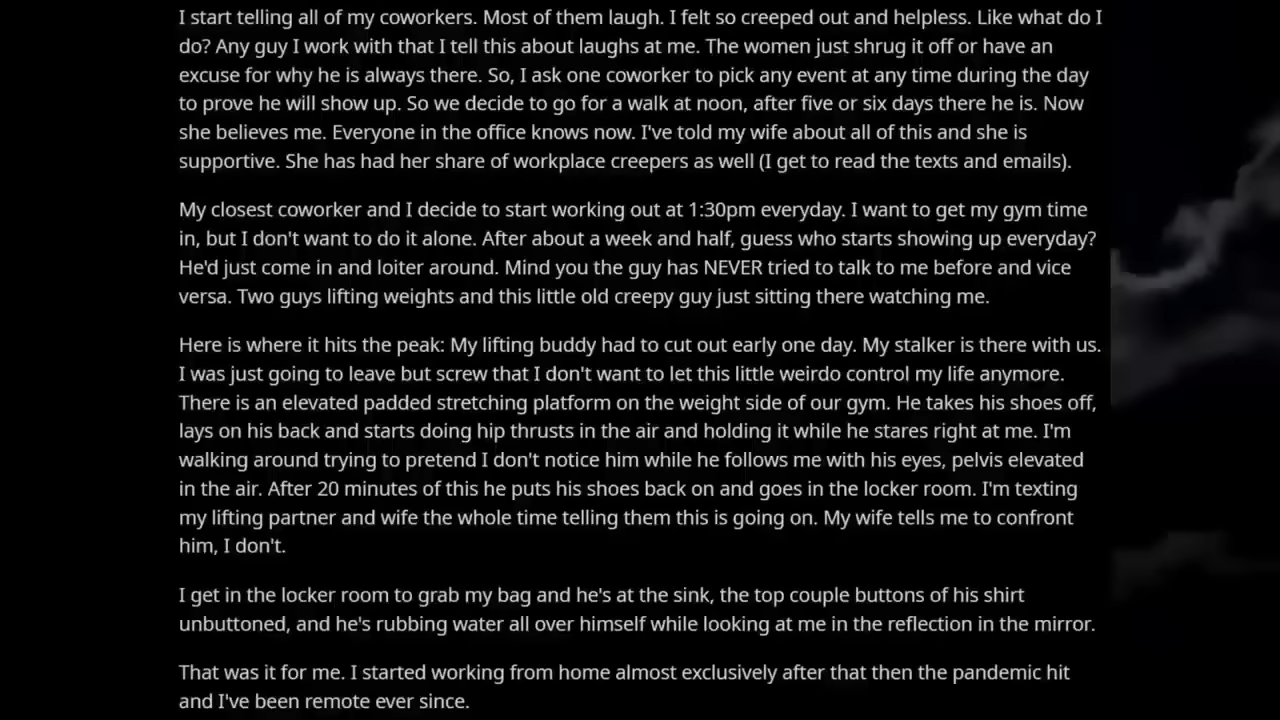 I start telling all of my coworkers. Most of them laugh. I felt so creeped out and helpless. Like what do I
do? Any guy I work with that I tell this about laughs at me. The women just shrug it off or have an
excuse for why he is always there. So, I ask one coworker to pick any event at any time during the day
to prove he will show up. So we decide to go for a walk at noon, after five or six days there he is. Now
she believes me. Everyone in the office knows now. I've told my wife about all of this and she is
supportive. She has had her share of workplace creepers as well (I get to read the texts and emails).
My closest coworker and I decide to start working out at 1:30pm everyday. I want to get my gym time
in, but I don't want to do it alone. After about a week and half, guess who starts showing up everyday?
He'd just come in and loiter around. Mind you the guy has NEVER tried to talk to me before and vice
versa. Two guys lifting weights and this little old creepy guy just sitting there watching me.
Here is where it hits the peak: My lifting buddy had to cut out early one day. My stalker is there with us.
I was just going to leave but screw that I don't want to let this little weirdo control my life anymore.
There is an elevated padded stretching platform on the weight side of our gym. He takes his shoes off,
lays on his back and starts doing hip thrusts in the air and holding it while he stares right at me. I'm
walking around trying to pretend I don't notice him while he follows me with his eyes, pelvis elevated
in the air. After 20 minutes of this he puts his shoes back on and goes in the locker room. I'm texting
my lifting partner and wife the whole time telling them this is going on. My wife tells me to confront
him, I don't.
I get in the locker room to grab my bag and he's at the sink, the top couple buttons of his shirt
unbuttoned, and he's rubbing water all over himself while looking at me in the reflection in the mirror.
That was it for me. I started working from home almost exclusively after that then the pandemic hit
and I've been remote ever since.